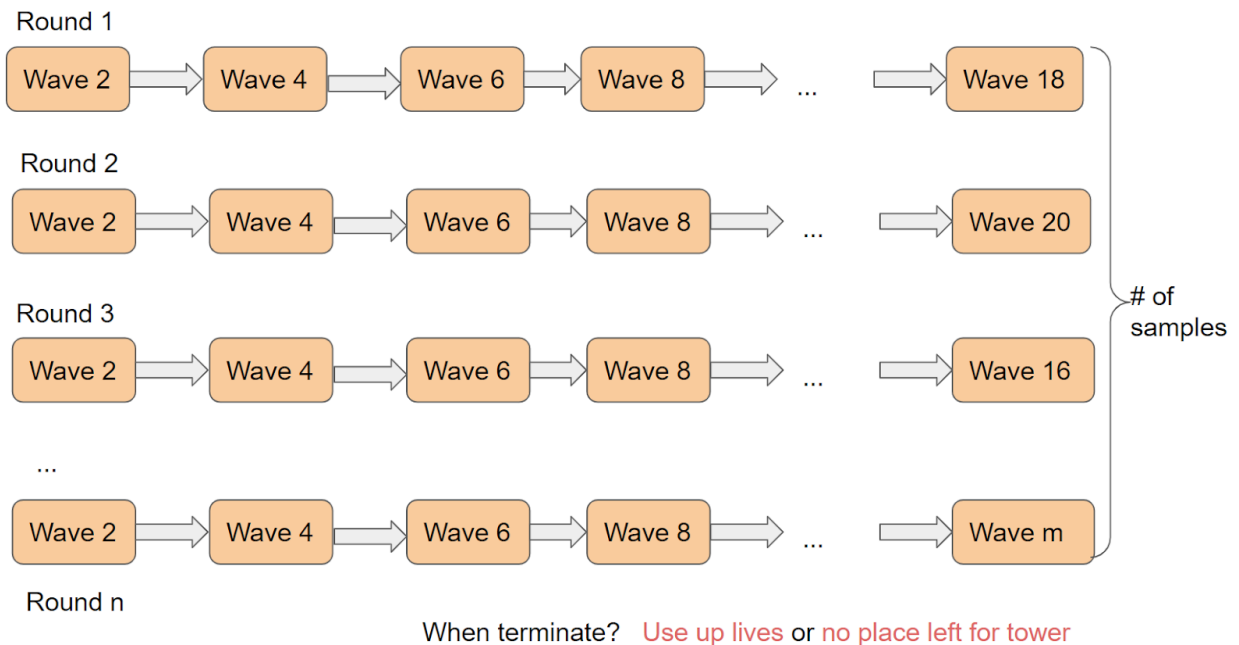 Round 1
Wave 2 Wave 4 Wave 6 Wave 8 ... Wave 18
Round 2
Wave 2 Wave 4 Wave 6 Wave 8 ... Wave 20
# of
samples
Round 3
Wave 2 Wave 4 Wave 6 Wave 8 ... Wave 16
...
Wave 2 Wave 4 Wave 6 Wave 8 ... Wave m
Round n
When terminate? Use up lives or no place left for tower